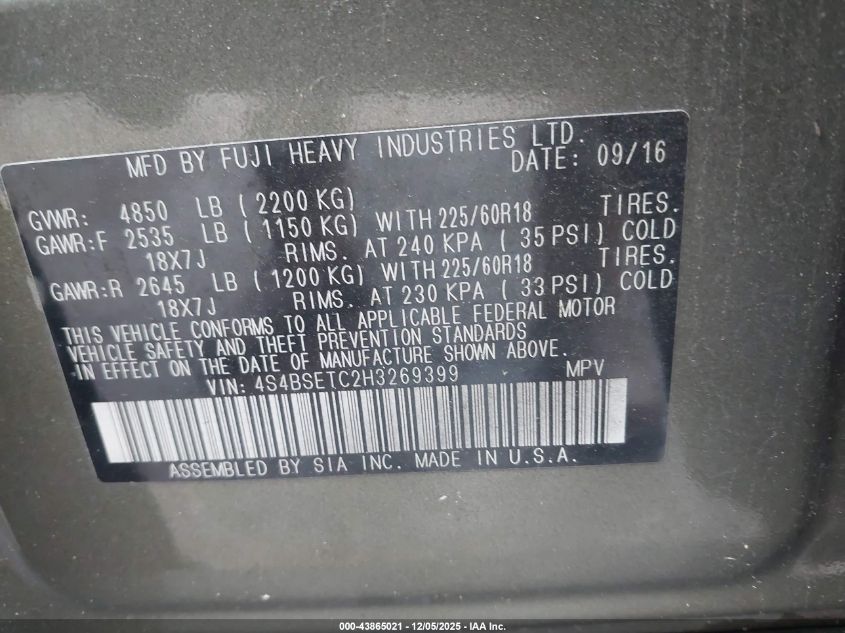 MFD BY FUJI HEAVY INDUSTRIES LTD.
DATE: 09/16
GVWR: 4850 LB ( 2200 KG)
GAWR:F 2535 LB ( 1150 KG) WITH 225/60R18 TIRES.
18X7J RIMS. AT 240 KPA ( 35 PSI) COLD
GAWR:R 2645 LB ( 1200 KG) WITH 225/60R18 TIRES.
18X7J RIMS. AT 230 KPA ( 33 PSI) COLD
THIS VEHICLE CONFORMS TO ALL APPLICABLE FEDERAL MOTOR
VEHICLE SAFETY AND THEFT PREVENTION STANDARDS
IN EFFECT ON THE DATE OF MANUFACTURE SHOWN ABOVE.
VIN: 4S4BSETC2H3269399 MPV
ASSEMBLED BY SIA INC. MADE IN U.S.A.
000-43865021 - 12/05/2025 - IAA Inc.